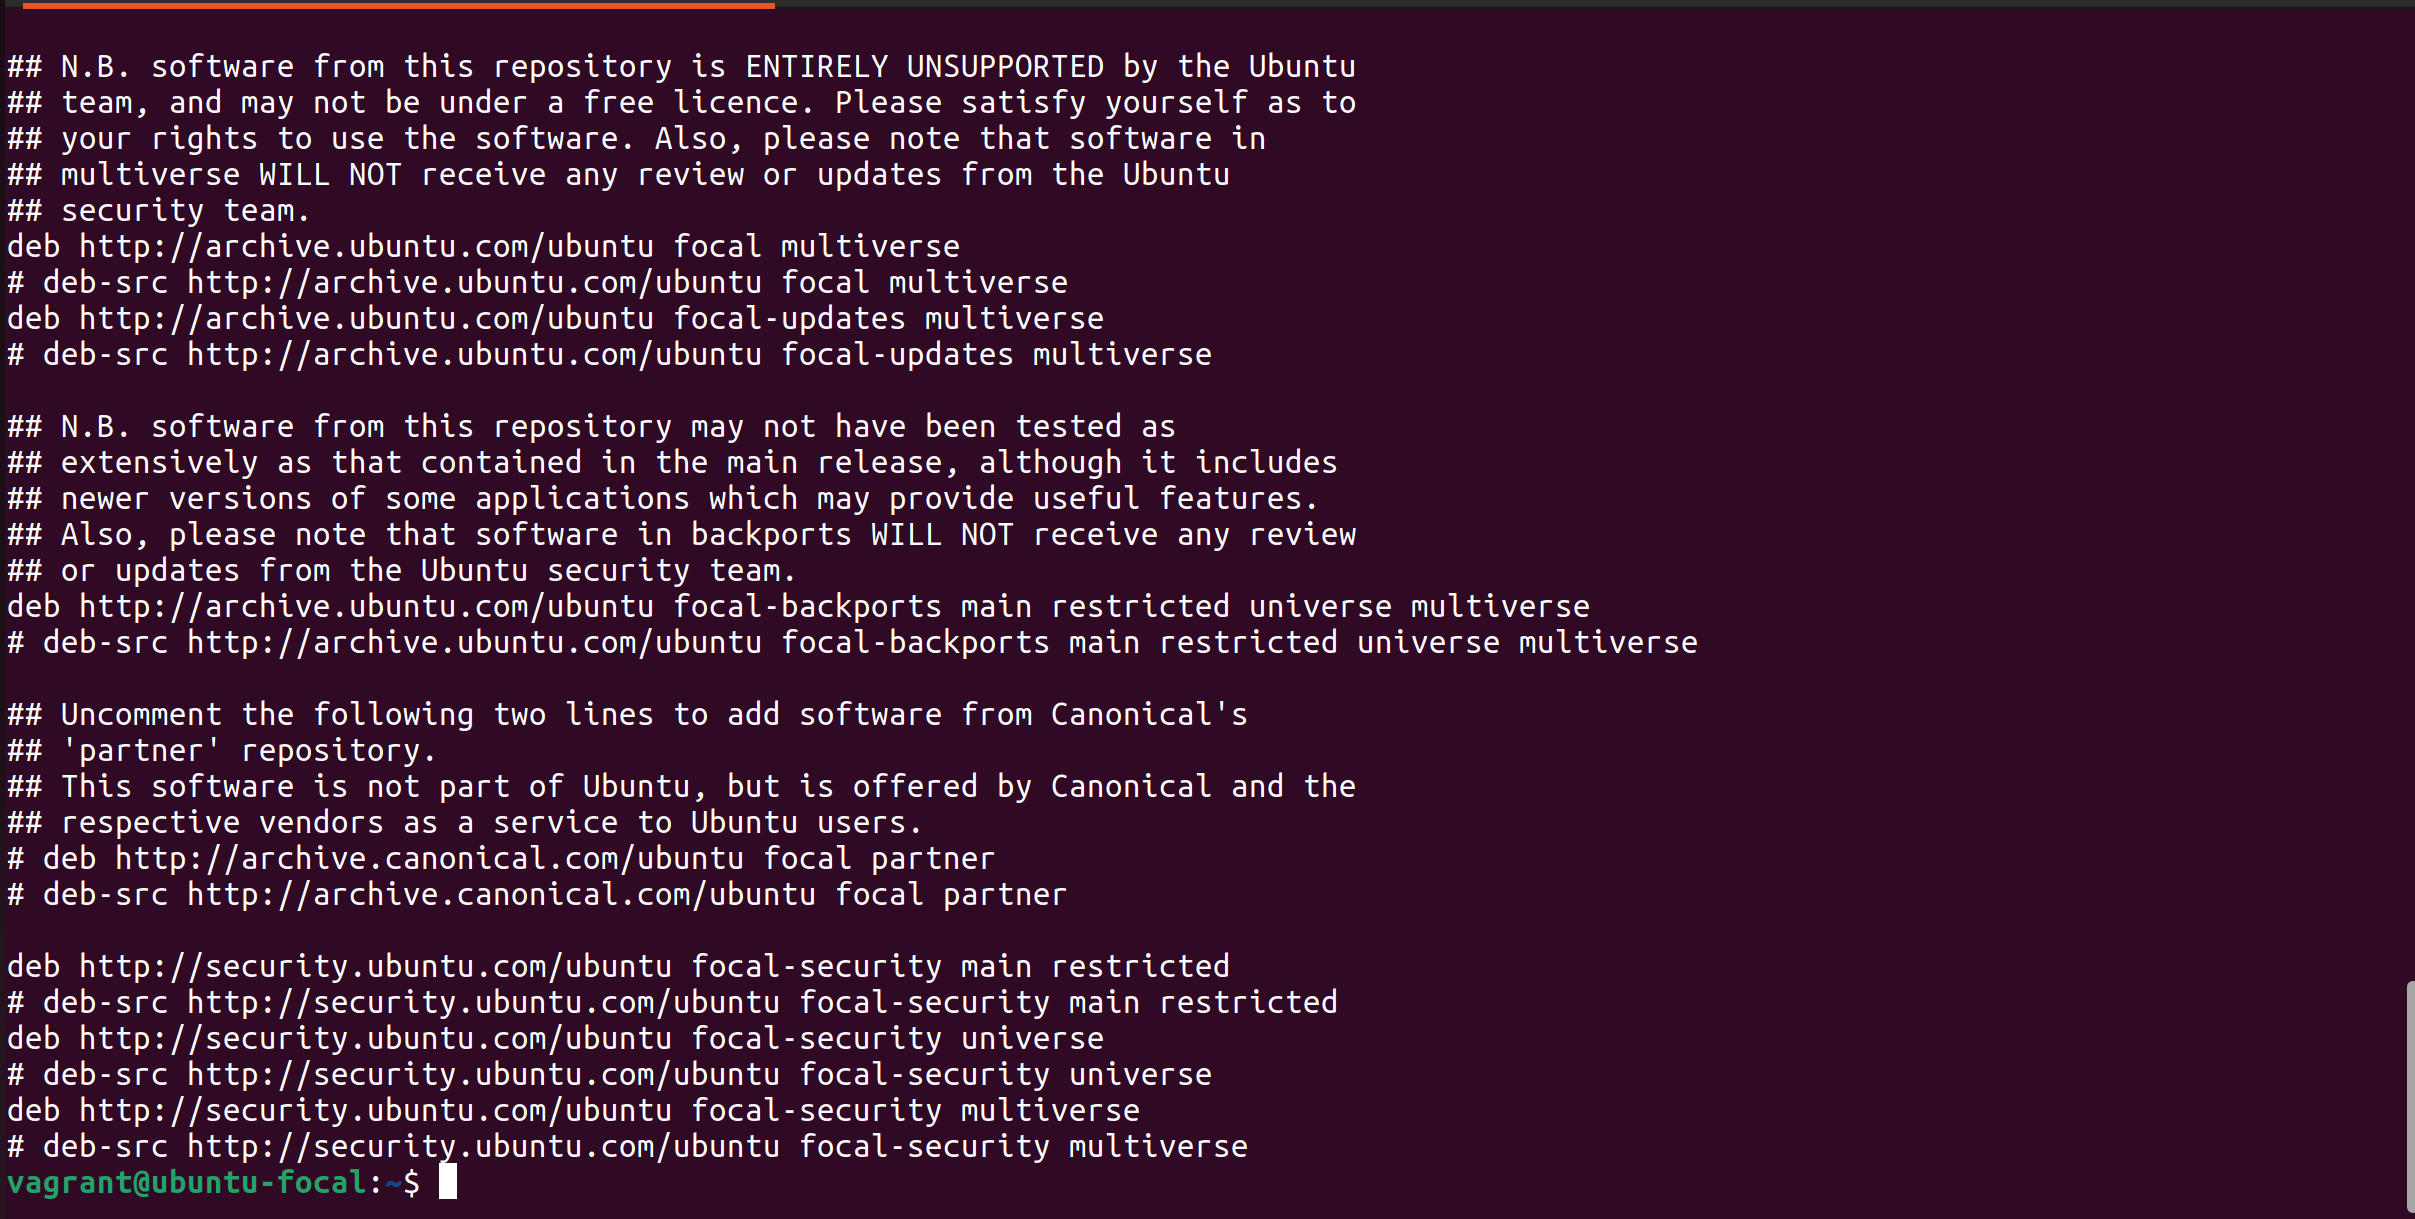 ## N.B. software from this repository is ENTIRELY UNSUPPORTED by the Ubuntu
## team, and may not be under a free licence. Please satisfy yourself as to
## your rights to use the software. Also, please note that software in
## multiverse WILL NOT receive any review or updates from the Ubuntu
## security team.
deb http://archive.ubuntu.com/ubuntu focal multiverse
# deb-src http://archive.ubuntu.com/ubuntu focal multiverse
deb http://archive.ubuntu.com/ubuntu focal-updates multiverse
# deb-src http://archive.ubuntu.com/ubuntu focal-updates multiverse

## N.B. software from this repository may not have been tested as
## extensively as that contained in the main release, although it includes
## newer versions of some applications which may provide useful features.
## Also, please note that software in backports WILL NOT receive any review
## or updates from the Ubuntu security team.
deb http://archive.ubuntu.com/ubuntu focal-backports main restricted universe multiverse
# deb-src http://archive.ubuntu.com/ubuntu focal-backports main restricted universe multiverse

## Uncomment the following two lines to add software from Canonical's
## 'partner' repository.
## This software is not part of Ubuntu, but is offered by Canonical and the
## respective vendors as a service to Ubuntu users.
# deb http://archive.canonical.com/ubuntu focal partner
# deb-src http://archive.canonical.com/ubuntu focal partner

deb http://security.ubuntu.com/ubuntu focal-security main restricted
# deb-src http://security.ubuntu.com/ubuntu focal-security main restricted
deb http://security.ubuntu.com/ubuntu focal-security universe
# deb-src http://security.ubuntu.com/ubuntu focal-security universe
deb http://security.ubuntu.com/ubuntu focal-security multiverse
# deb-src http://security.ubuntu.com/ubuntu focal-security multiverse
vagrant@ubuntu-focal:~$